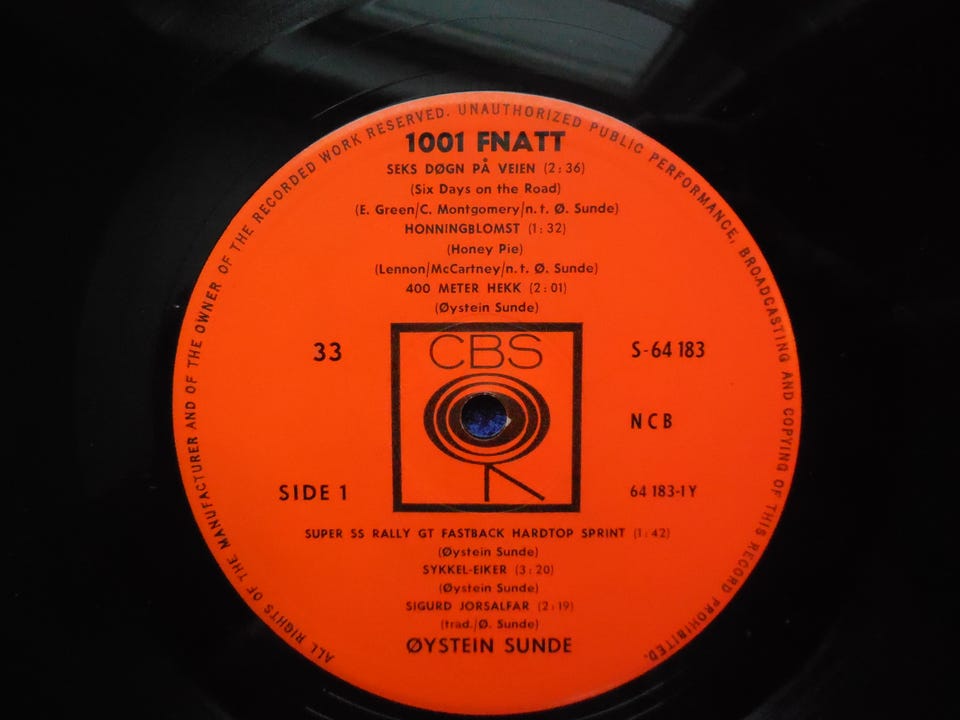 ALL RIGHTS OF THE MANUFACTURER AND OF THE OWNER OF THE RECORDED WORK RESERVED. UNAUTHORIZED PUBLIC PERFORMANCE, BROADCASTING AND COPYING OF THIS RECORD PROHIBITED.
1001 FNATT
SEKS DØGN PÅ VEIEN (2:36)
(Six Days on the Road)
(E. Green/C. Montgomery/n.t. Ø. Sunde)
HONNINGBLOMST (1:32)
(Honey Pie)
(Lennon/McCartney/n.t. Ø. Sunde)
400 METER HEKK (2:01)
(Øystein Sunde)
CBS
33
S-64 183
NCB
SIDE 1
64 183-1Y
SUPER SS RALLY GT FASTBACK HARDTOP SPRINT (1:42)
(Øystein Sunde)
SYKKEL-EIKER (3:20)
(Øystein Sunde)
SIGURD JORSALFAR (2:19)
(trad./Ø. Sunde)
ØYSTEIN SUNDE